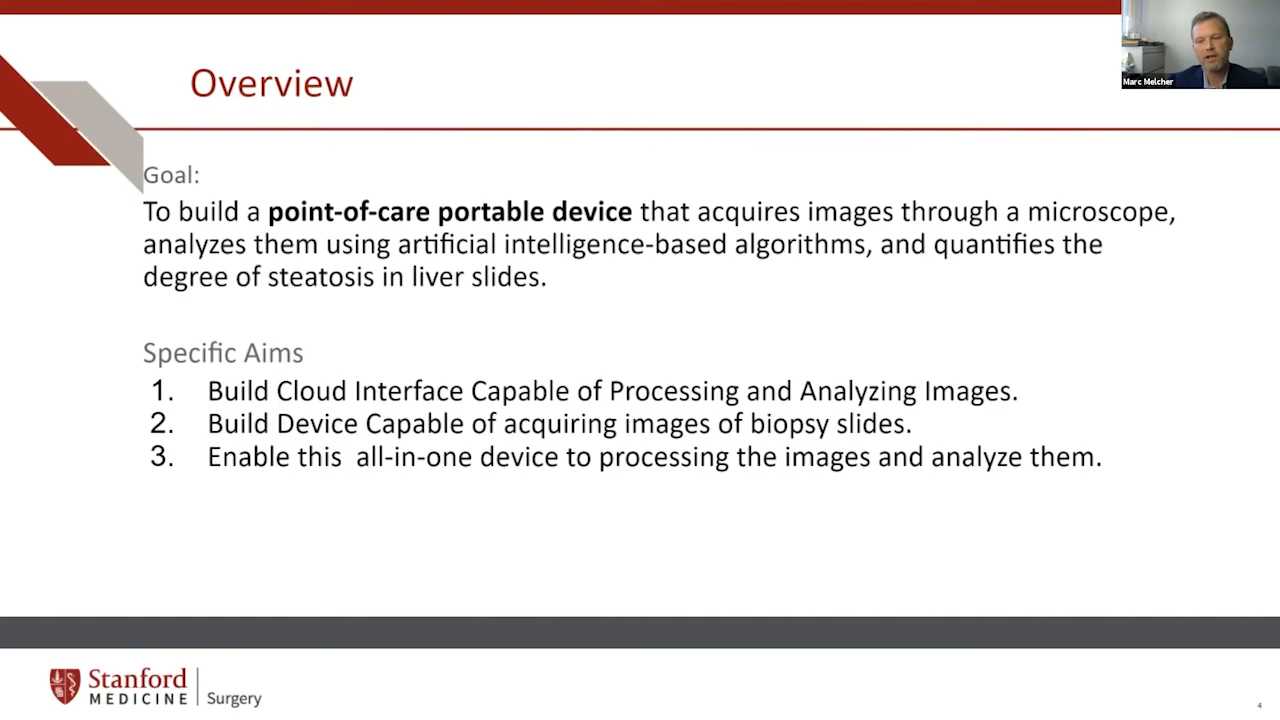 Overview
Marc Melcher
Goal:
To build a point-of-care portable device that acquires images through a microscope,
analyzes them using artificial intelligence-based algorithms, and quantifies the
degree of steatosis in liver slides.
Specific Aims
1. Build Cloud Interface Capable of Processing and Analyzing Images.
2. Build Device Capable of acquiring images of biopsy slides.
3. Enable this  all-in-one device to processing the images and analyze them.
Stanford
MEDICINE
Surgery
4